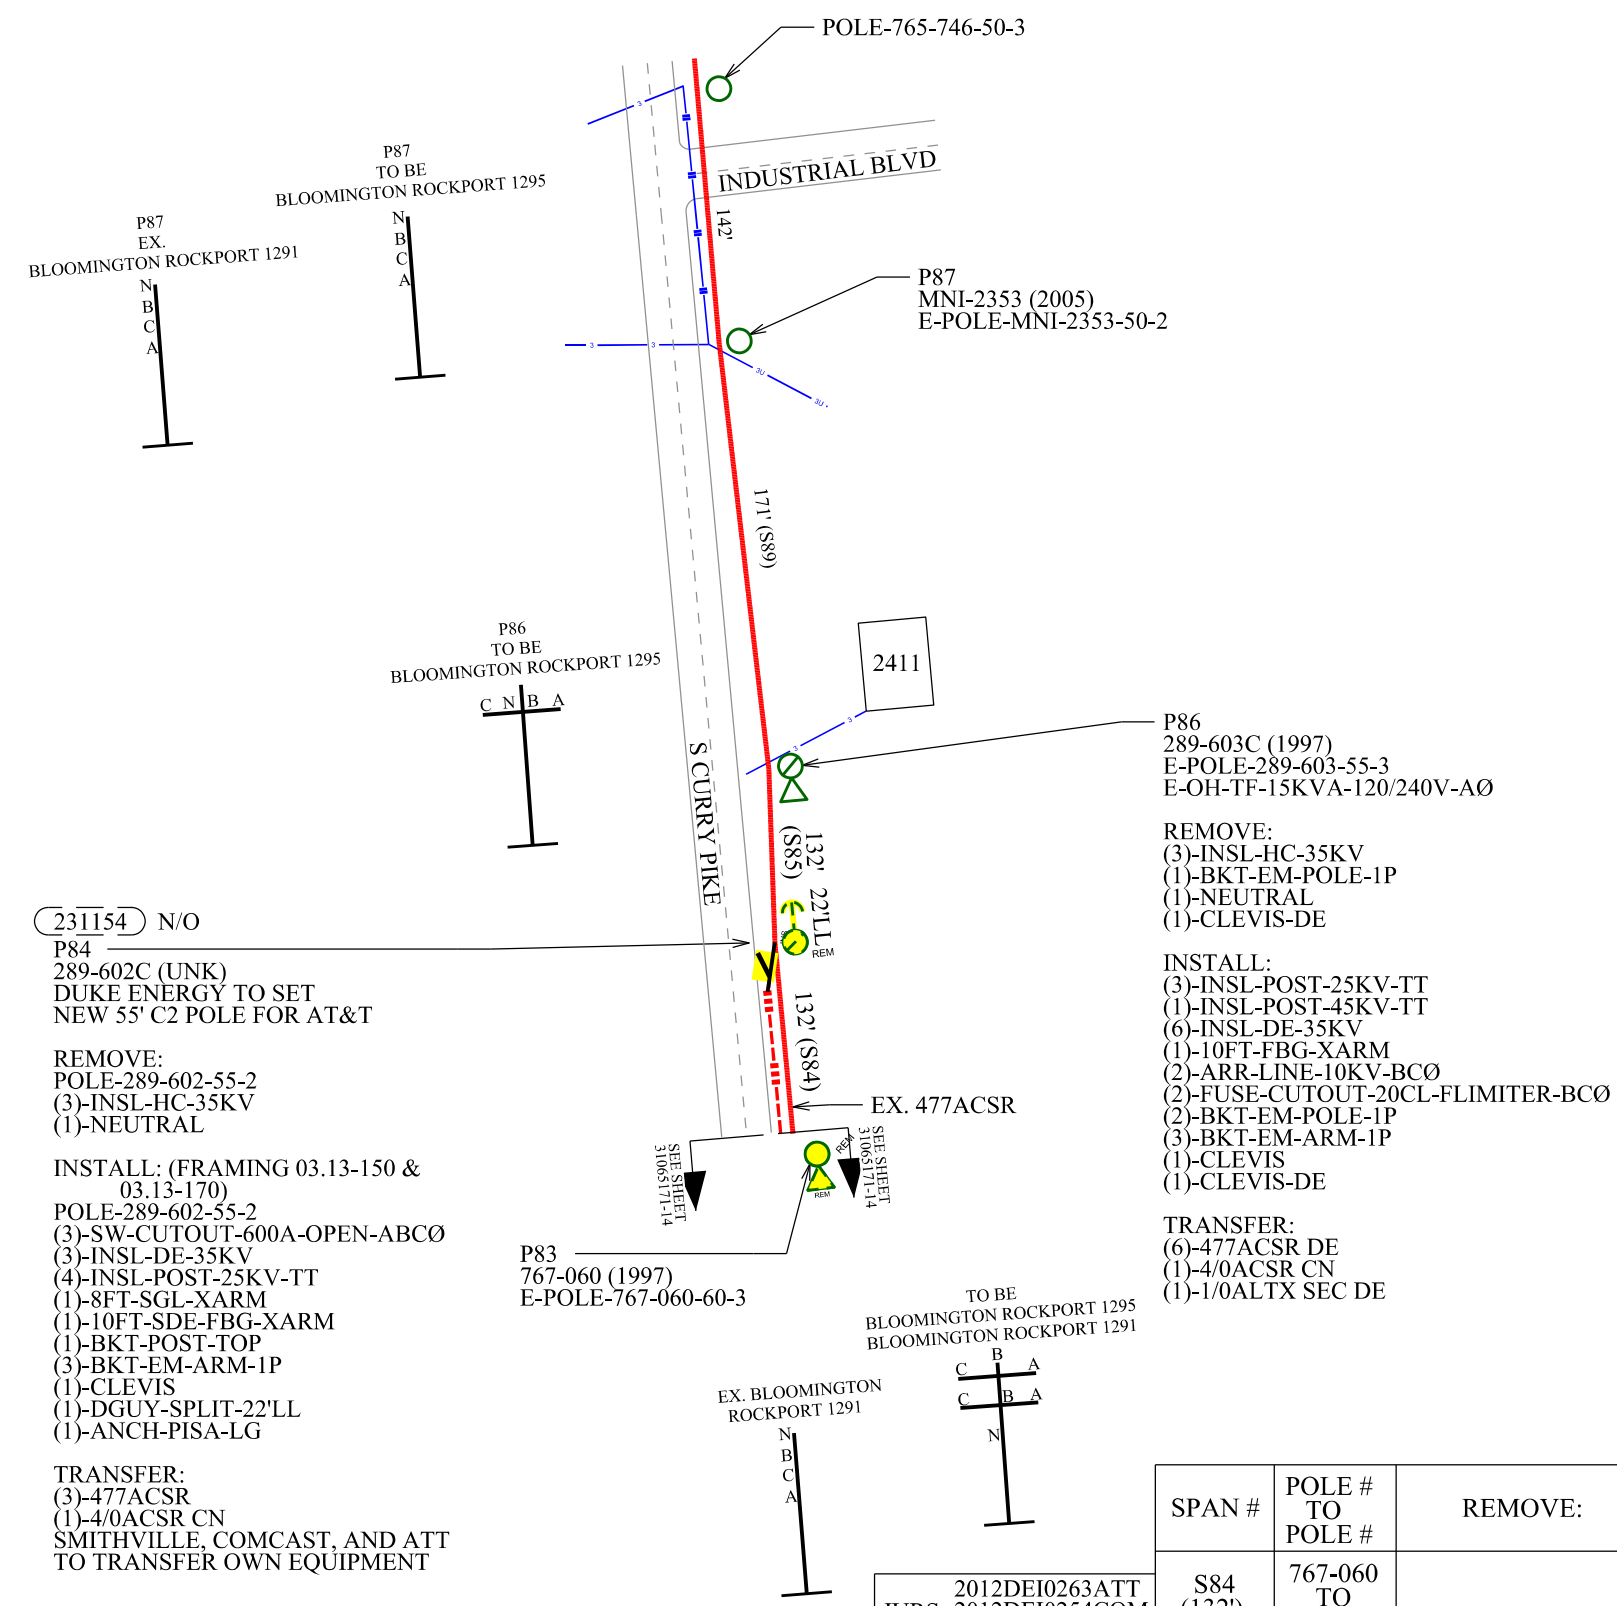 POLE-765-746-50-3
INDUSTRIAL BLVD
P87
TO BE
BLOOMINGTON ROCKPORT 1295
N
B
C
A
P87
EX.
BLOOMINGTON ROCKPORT 1291
N
B
C
A
142'
P87
MNI-2353 (2005)
E-POLE-MNI-2353-50-2
3
3
3
3U
3U
171' (S89)
P86
TO BE
BLOOMINGTON ROCKPORT 1295
C N B A
2411
3
S CURRY PIKE
P86
289-603C (1997)
E-POLE-289-603-55-3
E-OH-TF-15KVA-120/240V-AØ
REMOVE:
(3)-INSL-HC-35KV
(1)-BKT-EM-POLE-1P
(1)-NEUTRAL
(1)-CLEVIS-DE
INSTALL:
(3)-INSL-POST-25KV-TT
(1)-INSL-POST-45KV-TT
(6)-INSL-DE-35KV
(1)-10FT-FBG-XARM
(2)-ARR-LINE-10KV-BCØ
(2)-FUSE-CUTOUT-20CL-FLIMITER-BCØ
(2)-BKT-EM-POLE-1P
(3)-BKT-EM-ARM-1P
(1)-CLEVIS
(1)-CLEVIS-DE
TRANSFER:
(6)-477ACSR DE
(1)-4/0ACSR CN
(1)-1/0ALTX SEC DE
132'
(S85)
22'LL
REM
132' (S84)
EX. 477ACSR
231154 N/O
P84
289-602C (UNK)
DUKE ENERGY TO SET
NEW 55' C2 POLE FOR AT&T
REMOVE:
POLE-289-602-55-2
(3)-INSL-HC-35KV
(1)-NEUTRAL
INSTALL: (FRAMING 03.13-150 &
03.13-170)
POLE-289-602-55-2
(3)-SW-CUTOUT-600A-OPEN-ABCØ
(3)-INSL-DE-35KV
(4)-INSL-POST-25KV-TT
(1)-8FT-SGL-XARM
(1)-10FT-SDE-FBG-XARM
(1)-BKT-POST-TOP
(3)-BKT-EM-ARM-1P
(1)-CLEVIS
(1)-DGUY-SPLIT-22'LL
(1)-ANCH-PISA-LG
TRANSFER:
(3)-477ACSR
(1)-4/0ACSR CN
SMITHVILLE, COMCAST, AND ATT
TO TRANSFER OWN EQUIPMENT
SEE SHEET
31065171-14
REM
SEE SHEET
31065171-14
REM
P83
767-060 (1997)
E-POLE-767-060-60-3
TO BE
BLOOMINGTON ROCKPORT 1295
BLOOMINGTON ROCKPORT 1291
C B A
C B A
N
EX. BLOOMINGTON
ROCKPORT 1291
N
B
C
A
SPAN #
POLE #
TO
POLE #
REMOVE:
S84
(132')
767-060
TO
2012DEI0263ATT
2012DEI0254COM